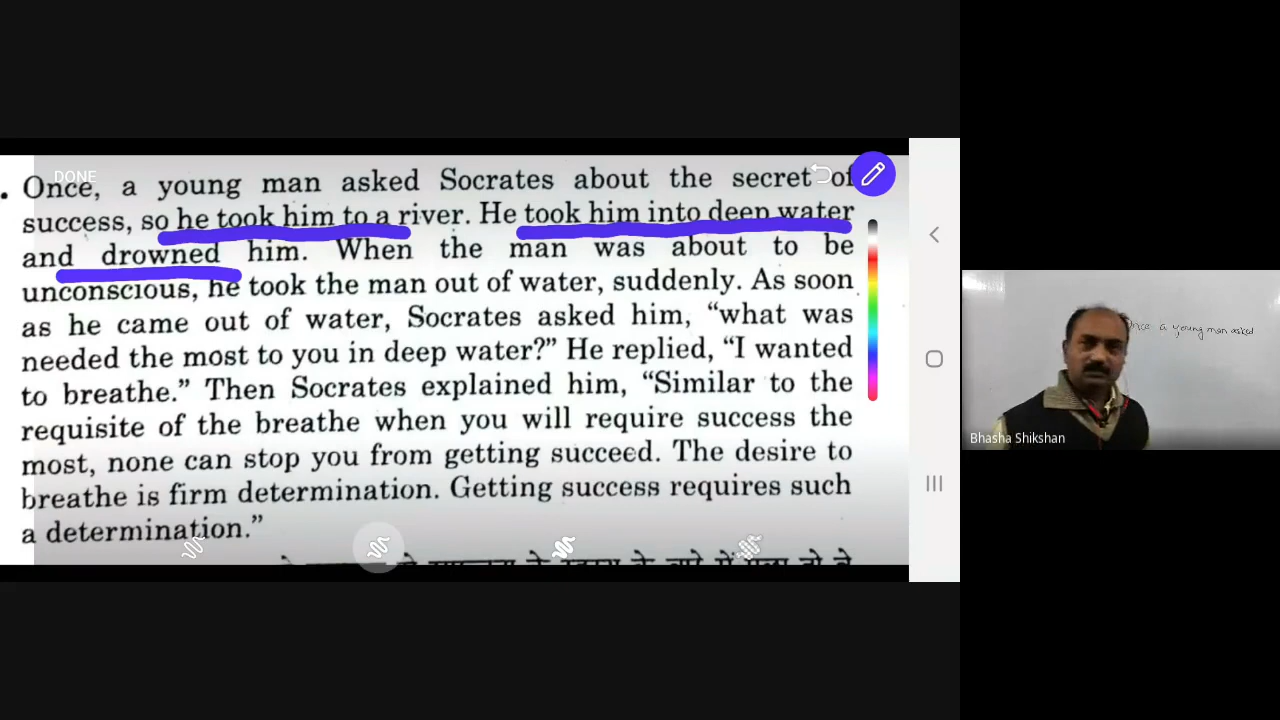 DONE
Once, a young man asked Socrates about the secret of
success, so he took him to a river. He took him into deep water
and drowned him. When the man was about to be
unconscious, he took the man out of water, suddenly. As soon
as he came out of water, Socrates asked him, “what was
needed the most to you in deep water?” He replied, “I wanted
to breathe.” Then Socrates explained him, “Similar to the
requisite of the breathe when you will require success the
most, none can stop you from getting succeed. The desire to
breathe is firm determination. Getting success requires such
a determination.”
Once a young man asked
Bhasha Shikshan